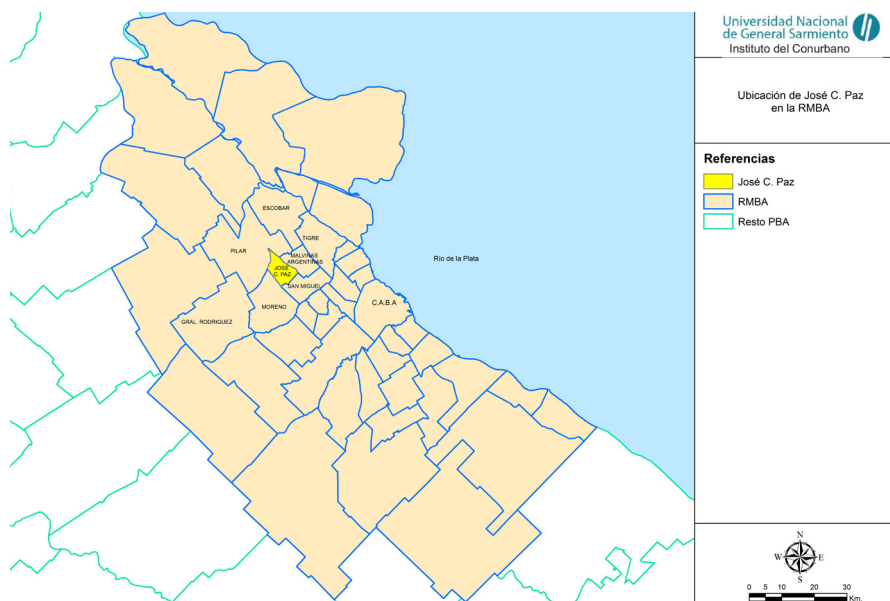 Universidad Nacional
de General Sarmiento
Instituto del Conurbano
Ubicación de José C. Paz
en la RMBA
Referencias
José C. Paz
RMBA
Resto PBA
ESCOBAR
TIGRE
PILAR
MALVINAS
ARGENTINAS
JOSE
C. PAZ
SAN MIGUEL
MORENO
C.A.B.A
GRAL. RODRIGUEZ
Río de la Plata
N
W
E
S
0 5 10 20 30
Km.